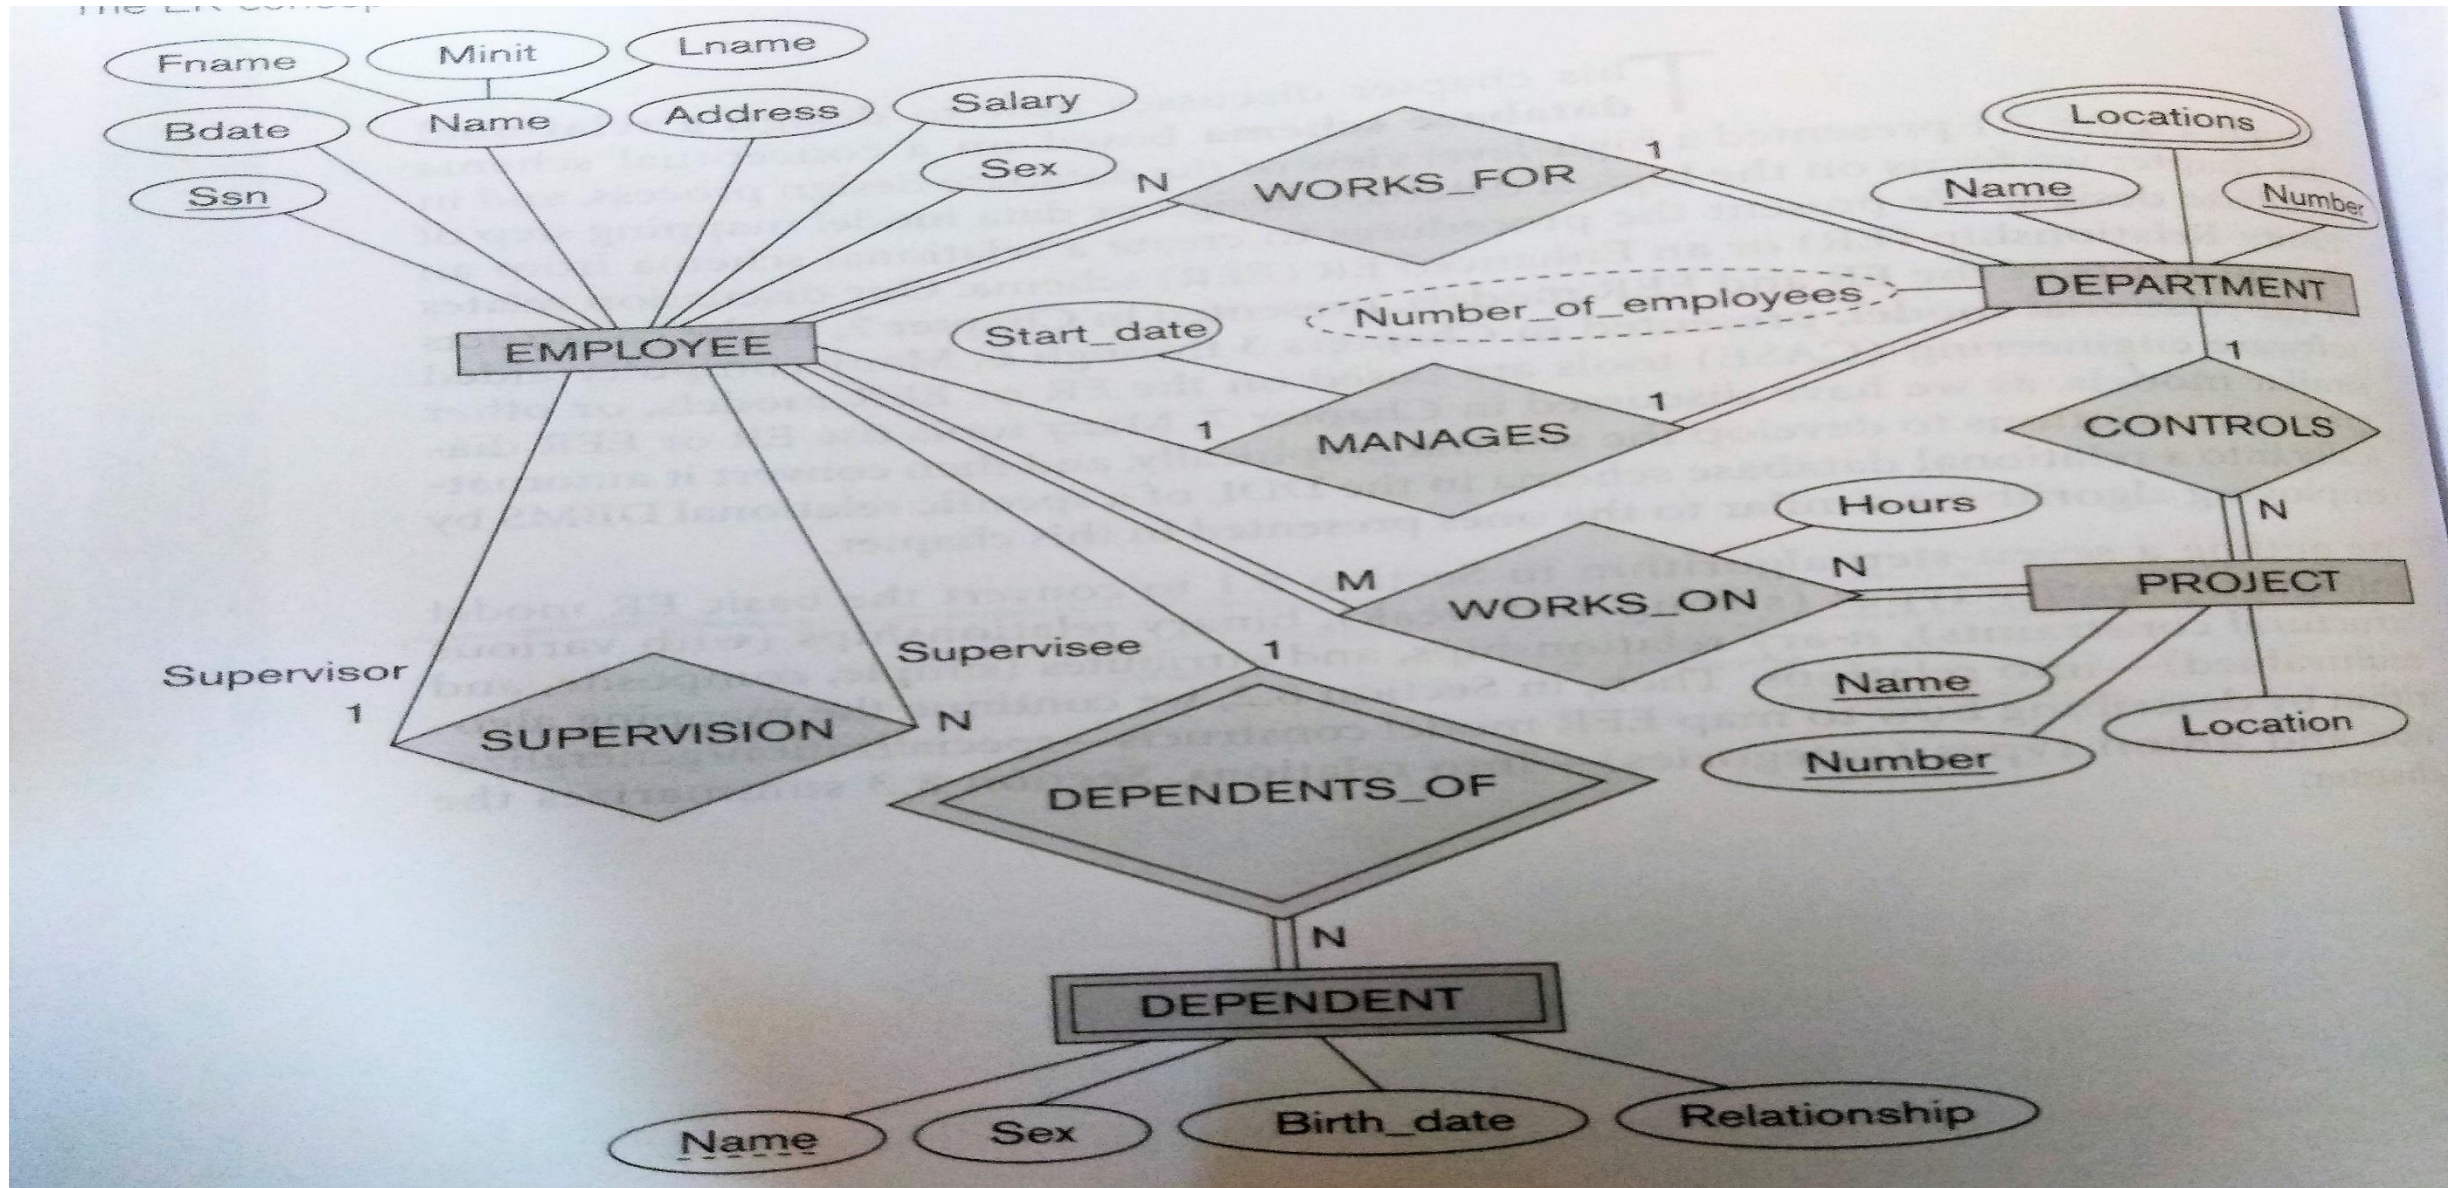 Fname
Minit
Lname
Bdate
Name
Address
Salary
Ssn
Sex
N
WORKS_FOR
1
Locations
Name
Number
EMPLOYEE
Start_date
Number_of_employees
DEPARTMENT
1
MANAGES
1
1
CONTROLS
N
Hours
M
WORKS_ON
N
PROJECT
Supervisor
1
SUPERVISION
Supervisee
N
1
DEPENDENTS_OF
Name
Number
Location
N
DEPENDENT
Name
Sex
Birth_date
Relationship